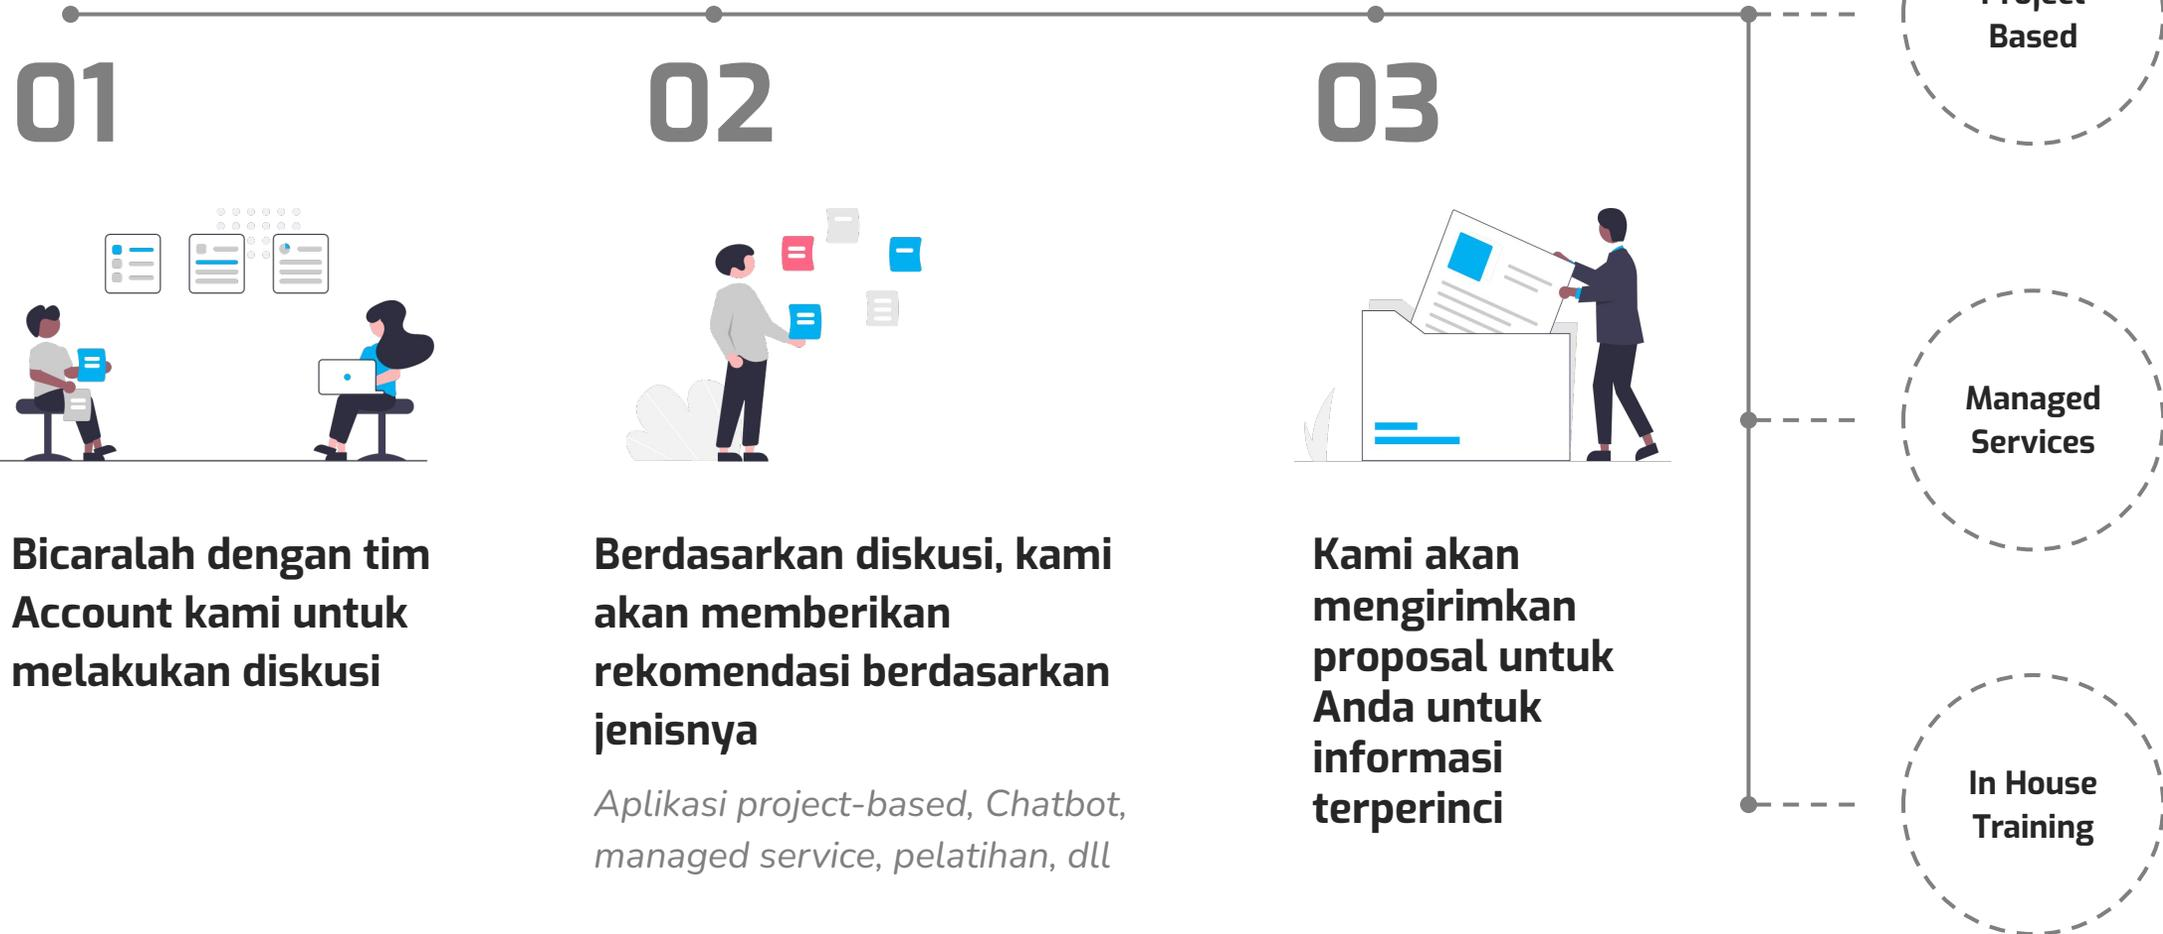 01
Bicaralah dengan tim
Account kami untuk
melakukan diskusi
02
Berdasarkan diskusi, kami
akan memberikan
rekomendasi berdasarkan
jenisnya
Aplikasi project-based, Chatbot,
managed service, pelatihan, dll
03
Kami akan
mengirimkan
proposal untuk
Anda untuk
informasi
terperinci
Project
Based
Managed
Services
In House
Training